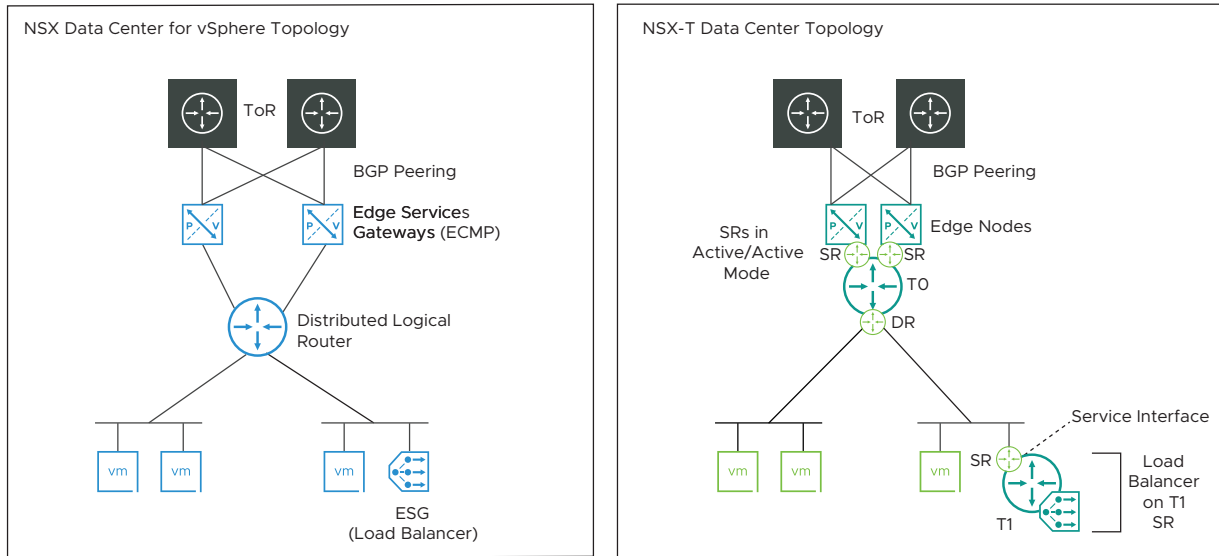 NSX Data Center for vSphere Topology
ToR
BGP Peering
P
V
P
V
Edge Services
Gateways (ECMP)
Distributed Logical
Router
vm
vm
vm
ESG
(Load Balancer)
NSX-T Data Center Topology
ToR
BGP Peering
P
V
P
V
Edge Nodes
SRs in
Active/Active
Mode
SR
SR
T0
DR
Service Interface
vm
vm
vm
SR
T1
Load
Balancer
on T1
SR